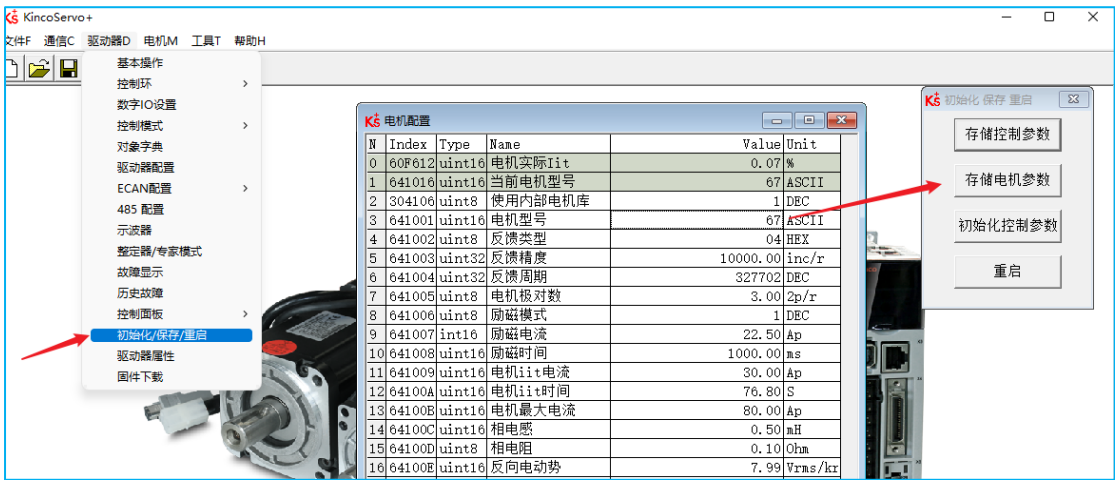 KincoServo+
文件F 通信C 驱动器D 电机M 工具T 帮助H
基本操作
控制环
数字IO设置
控制模式
对象字典
驱动器配置
ECAN配置
485 配置
示波器
整定器/专家模式
故障显示
历史故障
控制面板
初始化/保存/重启
驱动器属性
固件下载
电机配置
N Index Type Name Value Unit
0 60F612 uint16 电机实际Iit 0.07 %
1 641016 uint16 当前电机型号 67 ASCII
2 304106 uint8 使用内部电机库 1 DEC
3 641001 uint16 电机型号 67 ASCII
4 641002 uint8 反馈类型 04 HEX
5 641003 uint32 反馈精度 10000.00 inc/r
6 641004 uint32 反馈周期 327702 DEC
7 641005 uint8 电机极对数 3.00 2p/r
8 641006 uint8 励磁模式 1 DEC
9 641007 int16 励磁电流 22.50 Ap
10 641008 uint16 励磁时间 1000.00 ms
11 641009 uint16 电机iit电流 30.00 Ap
12 64100A uint16 电机iit时间 76.80 S
13 64100B uint16 电机最大电流 80.00 Ap
14 64100C uint16 相电感 0.50 mH
15 64100D uint8 相电阻 0.10 Ohm
16 64100E uint16 反向电动势 7.99 Vrms/kr
初始化 保存 重启
存储控制参数
存储电机参数
初始化控制参数
重启